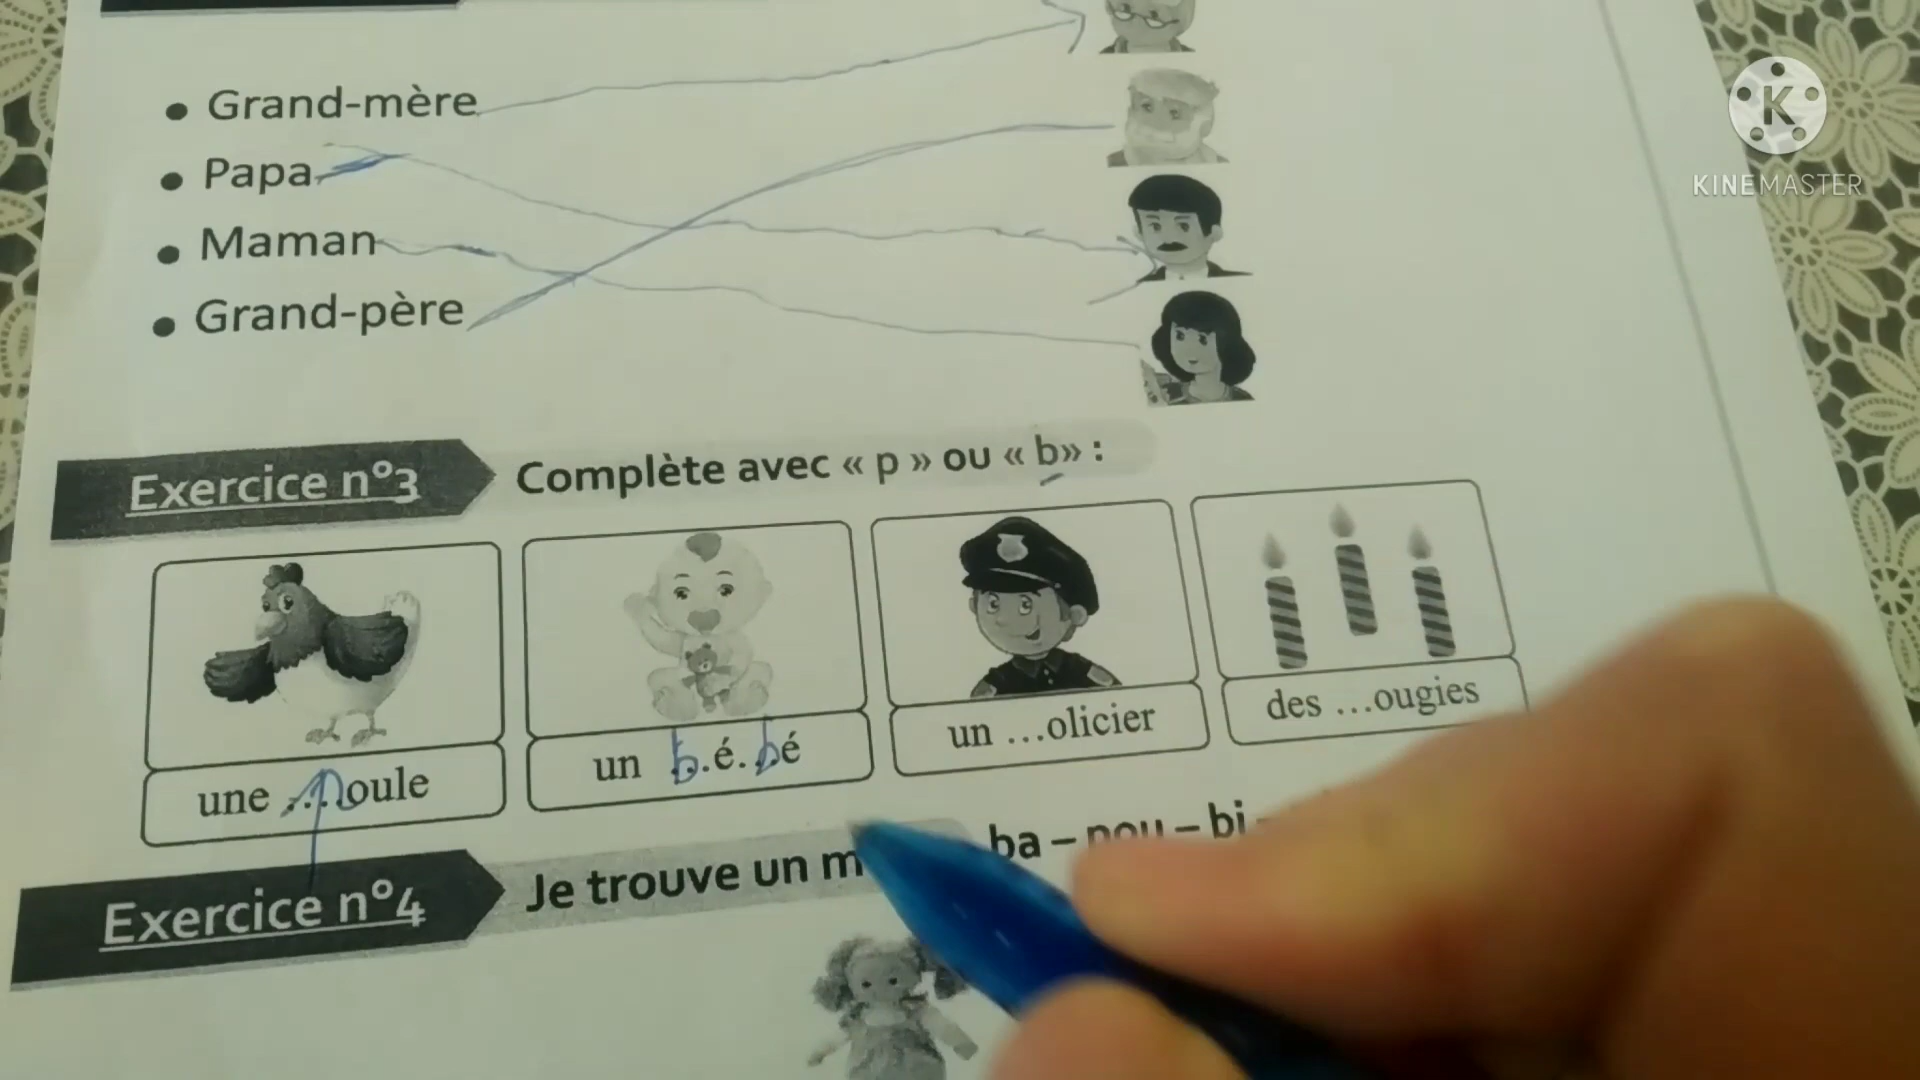 Grand-mère
Papa
Maman
Grand-père
Exercice n°3 Complète avec « p » ou « b» :
une ....poule
un b.é.bé
un ...olicier
des ...ougies
Exercice n°4 Je trouve un m
ba – pou – bi –
K
KINEMASTER